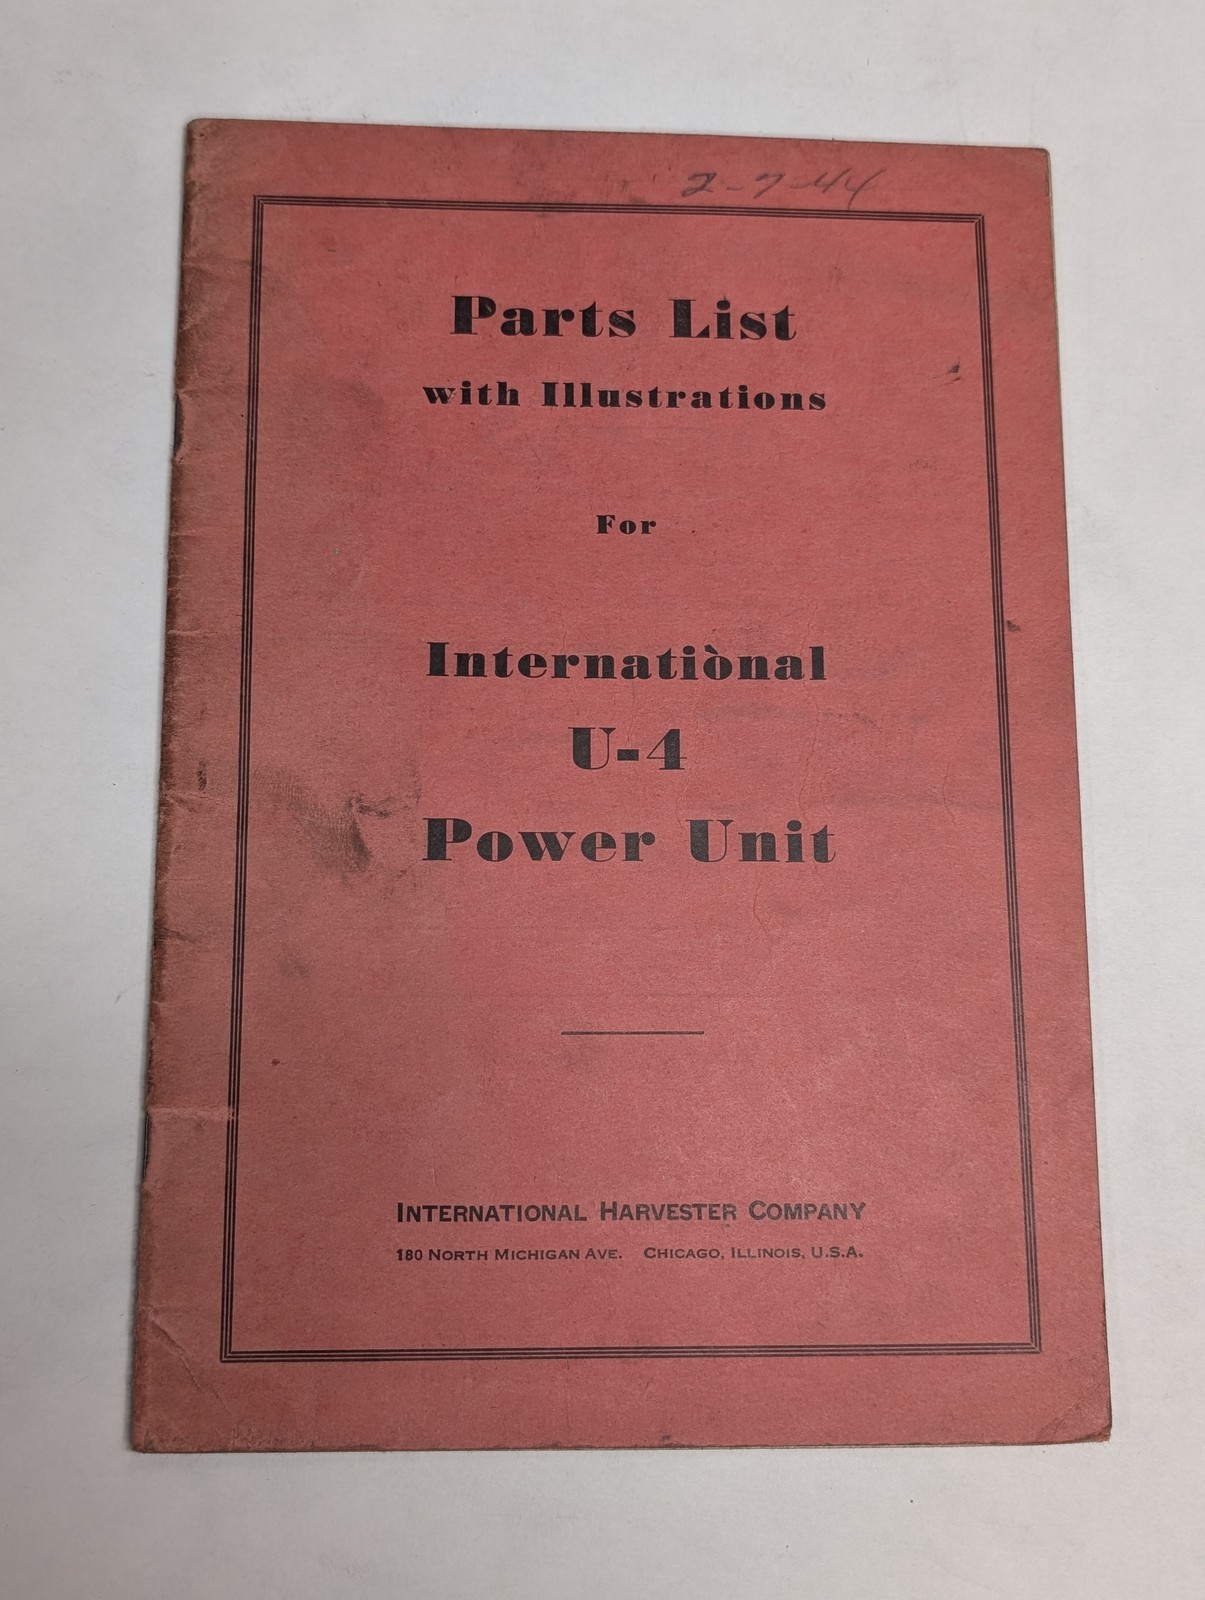 2-7-44
Parts List
with Illustrations
For
Internatiònal
U-4
Power Unit
INTERNATIONAL HARVESTER COMPANY
180 NORTH MICHIGAN AVE. CHICAGO, ILLINOIS, U.S.A.